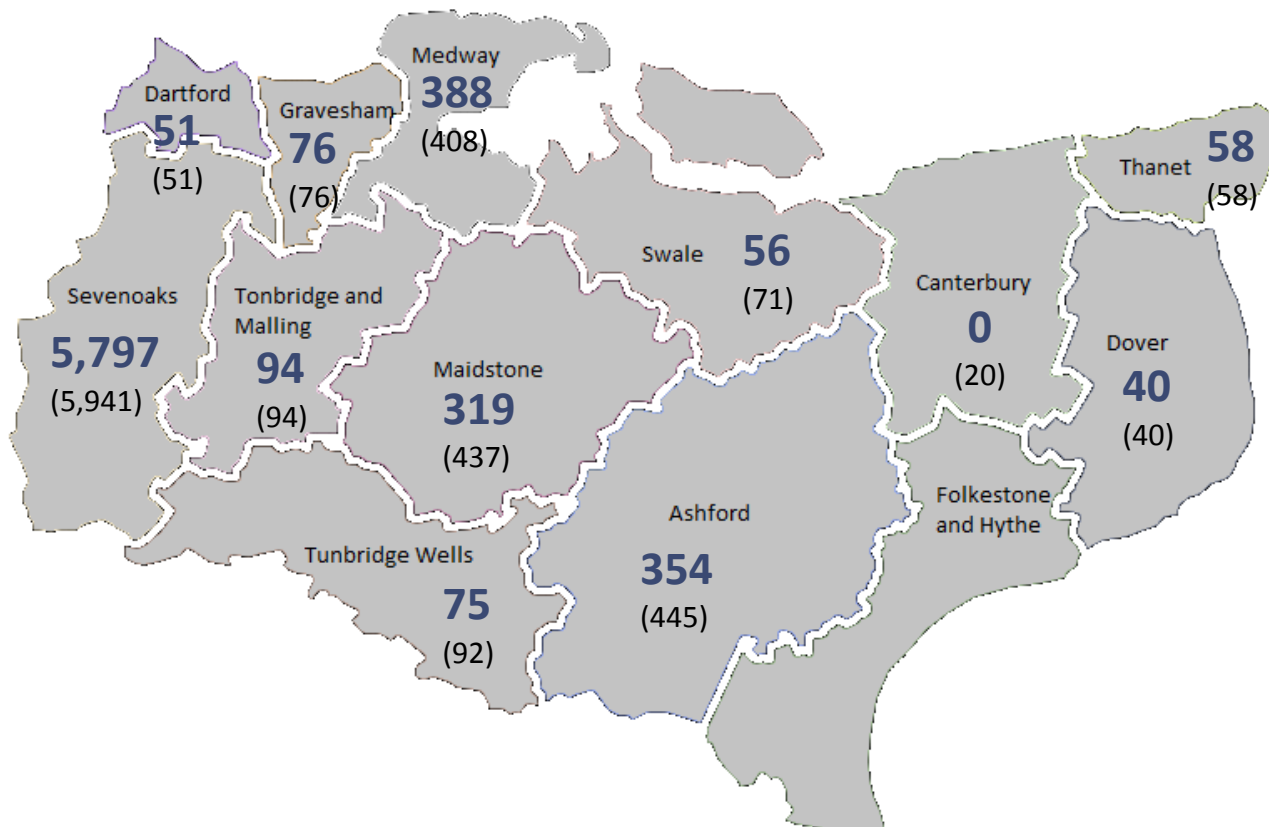 Medway
388
(408)
Dartford
51
(51)
Gravesham
76
(76)
Thanet
58
(58)
Swale
56
(71)
Canterbury
0
(20)
Sevenoaks
5,797
(5,941)
Tonbridge and
Malling
94
(94)
Maidstone
319
(437)
Dover
40
(40)
Folkestone
and Hythe
Ashford
354
(445)
Tunbridge Wells
75
(92)